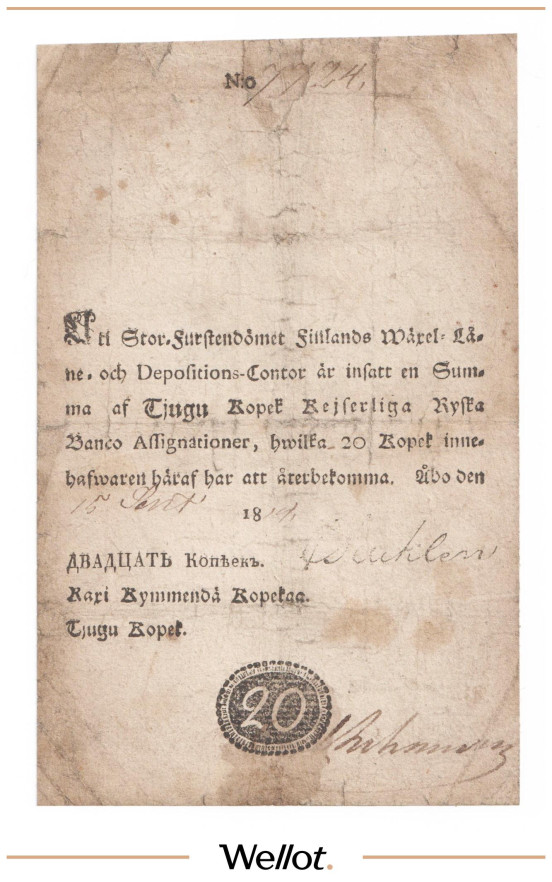 N:o 7724.
Uti Stor-Furstendömet Finlands Wäxel- Lå-
ne- och Depositions-Contor är insatt en Sum-
ma af Tjugu Kopek Kejserliga Ryska
Banco Assignationer, hwilka 20 Kopek inne-
hafwaren häraf har att återbekomma. Åbo den
15 Sept
18
ДВАДЦАТЬ Копѣекъ.
Kaxi Kymmendä Kopekaa.
Tjugu Kopek.
20
Wellot.